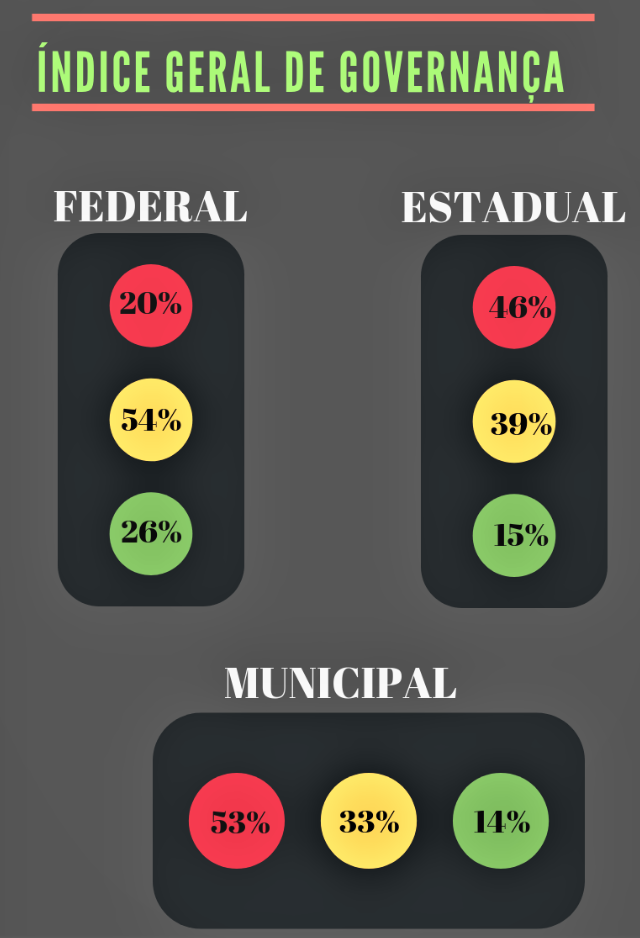 ÍNDICE GERAL DE GOVERNANÇA
FEDERAL
20%
54%
26%
ESTADUAL
46%
39%
15%
MUNICIPAL
53% 33% 14%